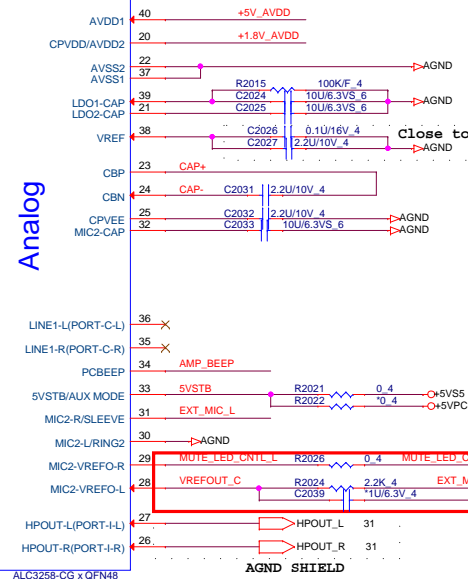 AVDD1 40 +5V_AVDD
CPVDD/AVDD2 20 +1.8V_AVDD
AVSS2 22 AGND
AVSS1 37
R2015 100K/F_4
LDO1-CAP 39 C2024 10U/6.3VS_6 AGND
LDO2-CAP 21 C2025 10U/6.3VS_6
VREF 38 C2026 0.1U/16V_4 Close to
C2027 2.2U/10V_4 AGND
CBP 23 CAP+
CBN 24 CAP- C2031 2.2U/10V_4
CPVEE 25 C2032 2.2U/10V_4 AGND
MIC2-CAP 32 C2033 10U/6.3VS_6 AGND
Analog
LINE1-L(PORT-C-L) 36
LINE1-R(PORT-C-R) 35
PCBEEP 34 AMP_BEEP
5VSTB/AUX MODE 33 5VSTB R2021 0_4 +5VS5
R2022 *0_4 +5VPC
MIC2-R/SLEEVE 31 EXT_MIC_L
MIC2-L/RING2 30 AGND
MIC2-VREFO-R 29 MUTE_LED_CNTL_L R2026 0_4 MUTE_LED_C
MIC2-VREFO-L 28 VREFOUT_C R2024 2.2K_4 EXT_M
C2039 *1U/6.3V_4
HPOUT-L(PORT-I-L) 27 HPOUT_L 31
HPOUT-R(PORT-I-R) 26 HPOUT_R 31
AGND SHIELD
ALC3258-CG x QFN48